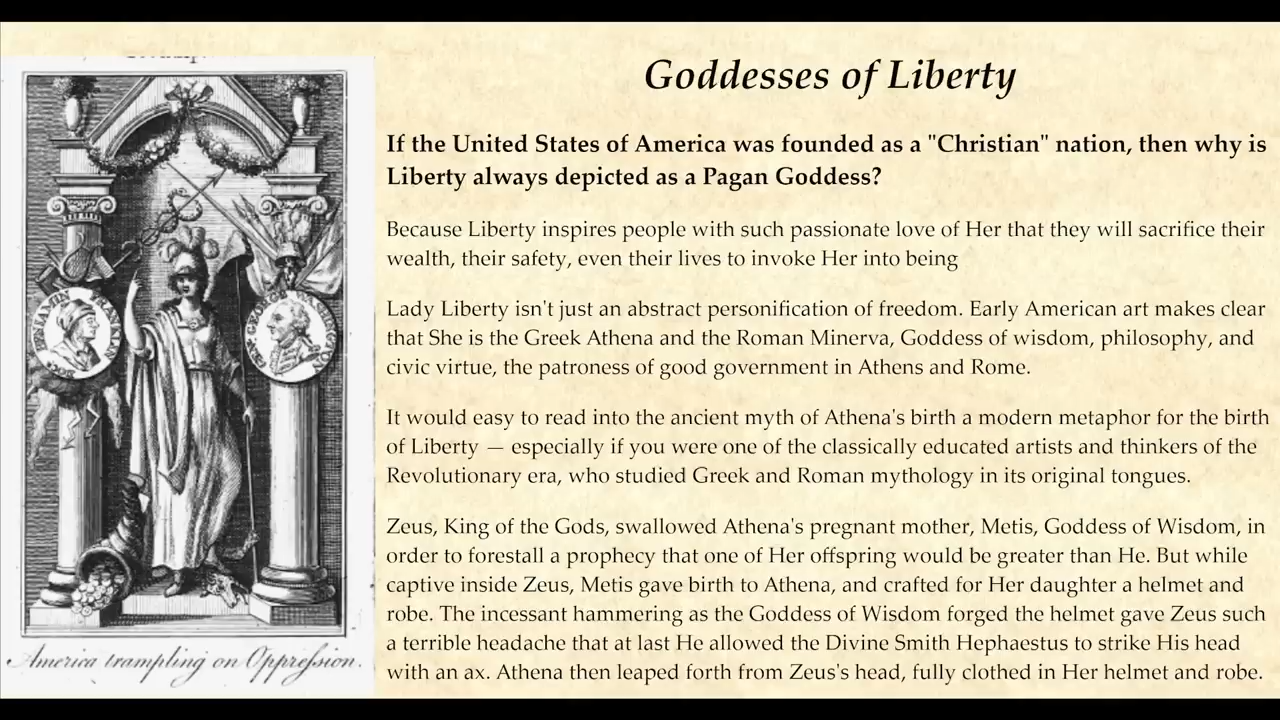 Goddesses of Liberty
If the United States of America was founded as a "Christian" nation, then why is
Liberty always depicted as a Pagan Goddess?
Because Liberty inspires people with such passionate love of Her that they will sacrifice their
wealth, their safety, even their lives to invoke Her into being
Lady Liberty isn't just an abstract personification of freedom. Early American art makes clear
that She is the Greek Athena and the Roman Minerva, Goddess of wisdom, philosophy, and
civic virtue, the patroness of good government in Athens and Rome.
It would easy to read into the ancient myth of Athena's birth a modern metaphor for the birth
of Liberty — especially if you were one of the classically educated artists and thinkers of the
Revolutionary era, who studied Greek and Roman mythology in its original tongues.
Zeus, King of the Gods, swallowed Athena's pregnant mother, Metis, Goddess of Wisdom, in
order to forestall a prophecy that one of Her offspring would be greater than He. But while
captive inside Zeus, Metis gave birth to Athena, and crafted for Her daughter a helmet and
robe. The incessant hammering as the Goddess of Wisdom forged the helmet gave Zeus such
a terrible headache that at last He allowed the Divine Smith Hephaestus to strike His head
with an ax. Athena then leaped forth from Zeus's head, fully clothed in Her helmet and robe.
America trampling on Oppreſsion.